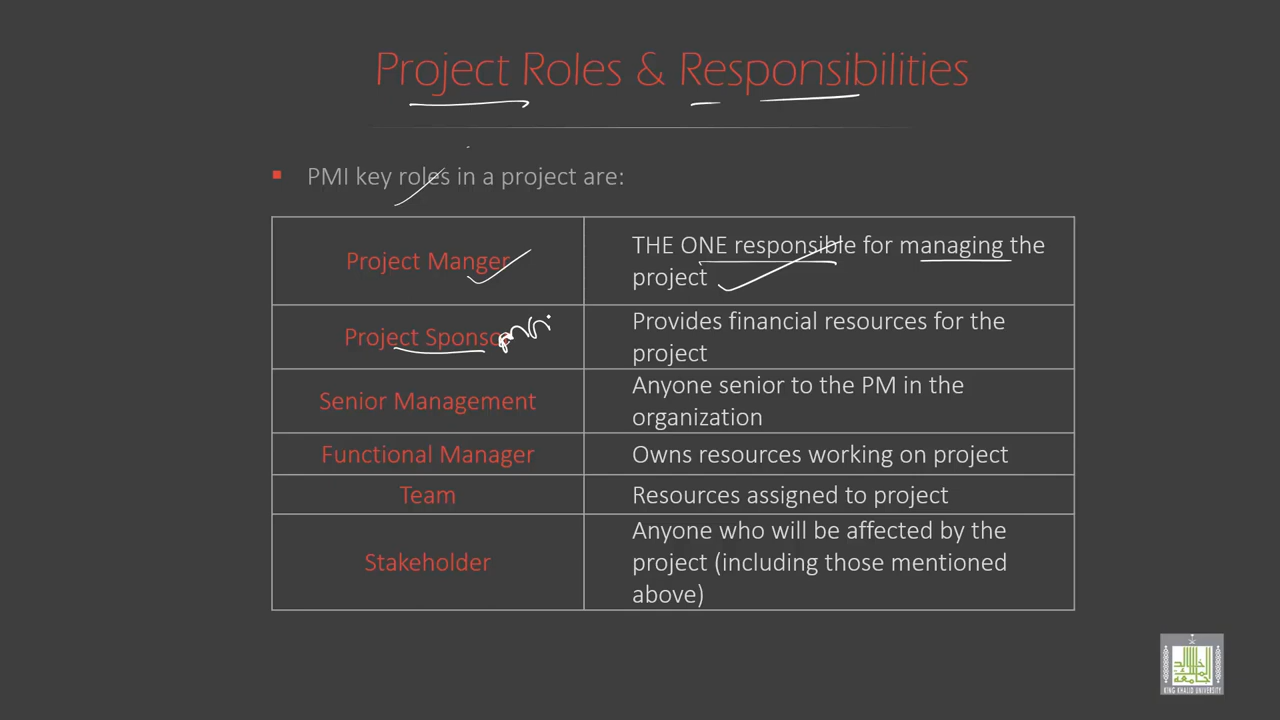 Project Roles & Responsibilities
PMI key roles in a project are:
Project Manger
THE ONE responsible for managing the
project
Project Sponsor
Provides financial resources for the
project
Senior Management
Anyone senior to the PM in the
organization
Functional Manager
Owns resources working on project
Team
Resources assigned to project
Stakeholder
Anyone who will be affected by the
project (including those mentioned
above)
KING KHALID UNIVERSITY